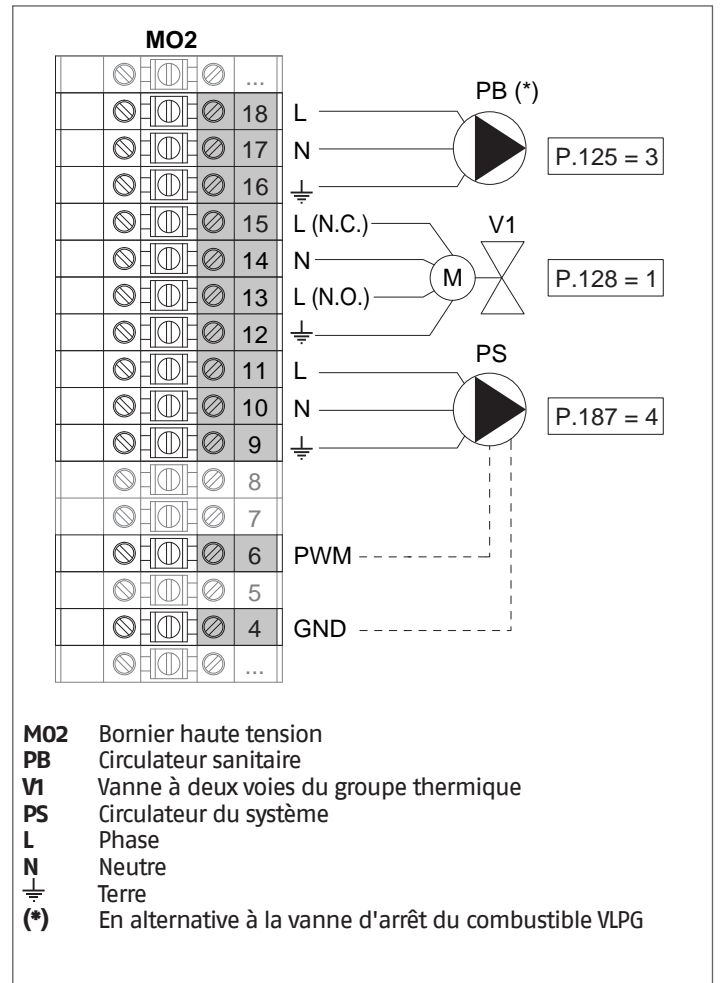 MO2
...
18 L PB (*)
17 N P.125 = 3
16
15 L (N.C.) V1
14 N M P.128 = 1
13 L (N.O.)
12
11 L PS
10 N P.187 = 4
9
8
7
6 PWM
5
4 GND
...
M02 Bornier haute tension
PB Circulateur sanitaire
V1 Vanne à deux voies du groupe thermique
PS Circulateur du système
L Phase
N Neutre
⏚ Terre
(*) En alternative à la vanne d'arrêt du combustible VLPG